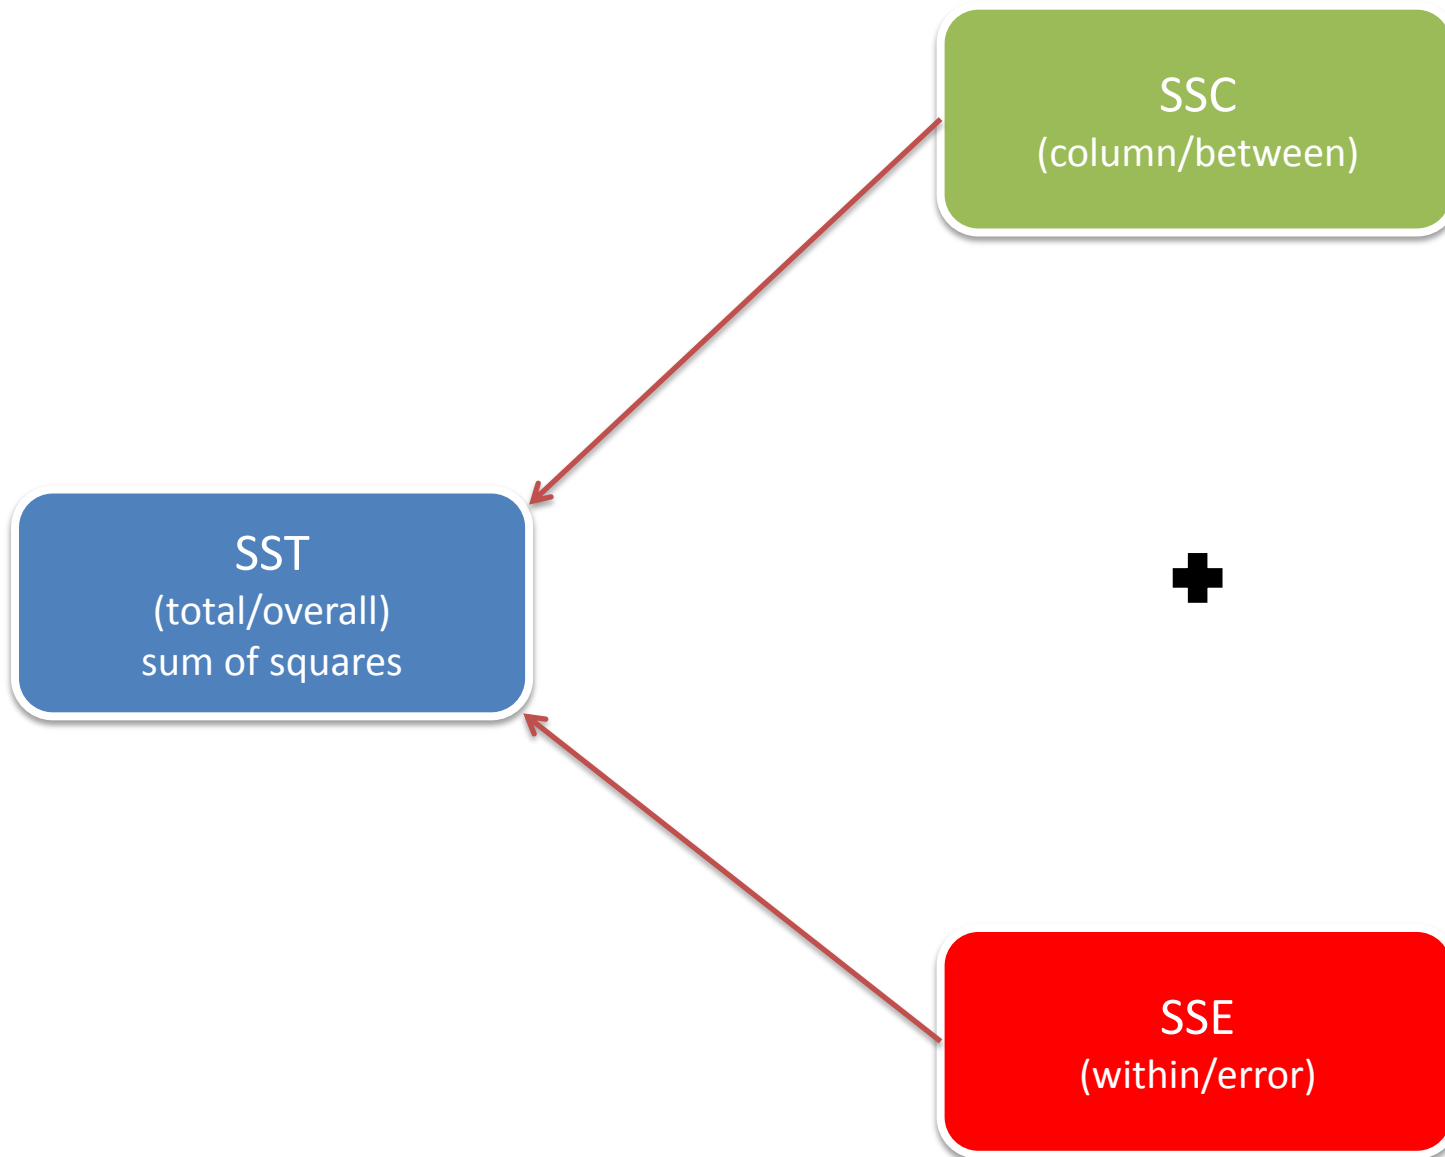 SSC
(column/between)
SST
(total/overall)
sum of squares
SSE
(within/error)